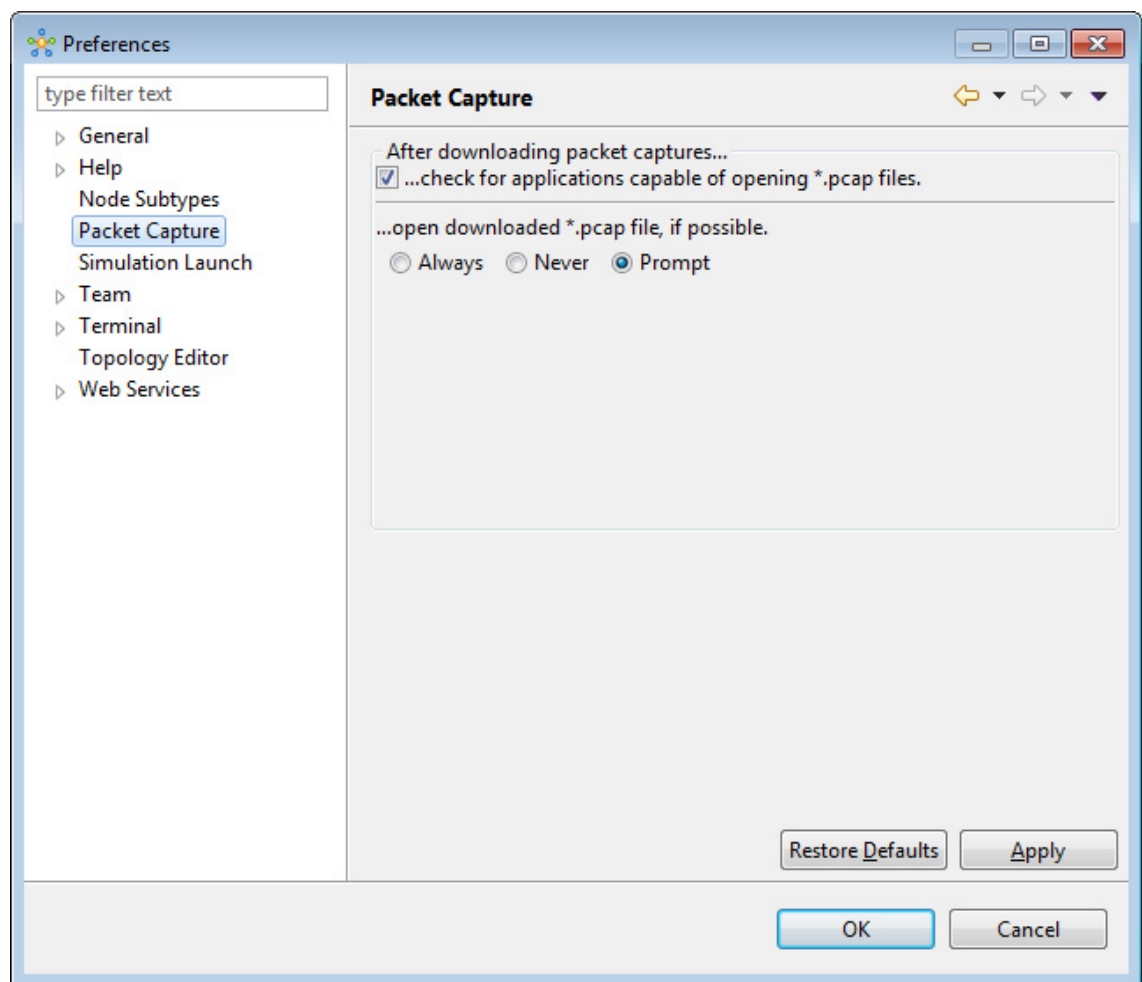 Preferences
type filter text
General
Help
Node Subtypes
Packet Capture
Simulation Launch
Team
Terminal
Topology Editor
Web Services
Packet Capture
After downloading packet captures...
...check for applications capable of opening *.pcap files.
...open downloaded *.pcap file, if possible.
Always Never Prompt
Restore Defaults Apply
OK Cancel